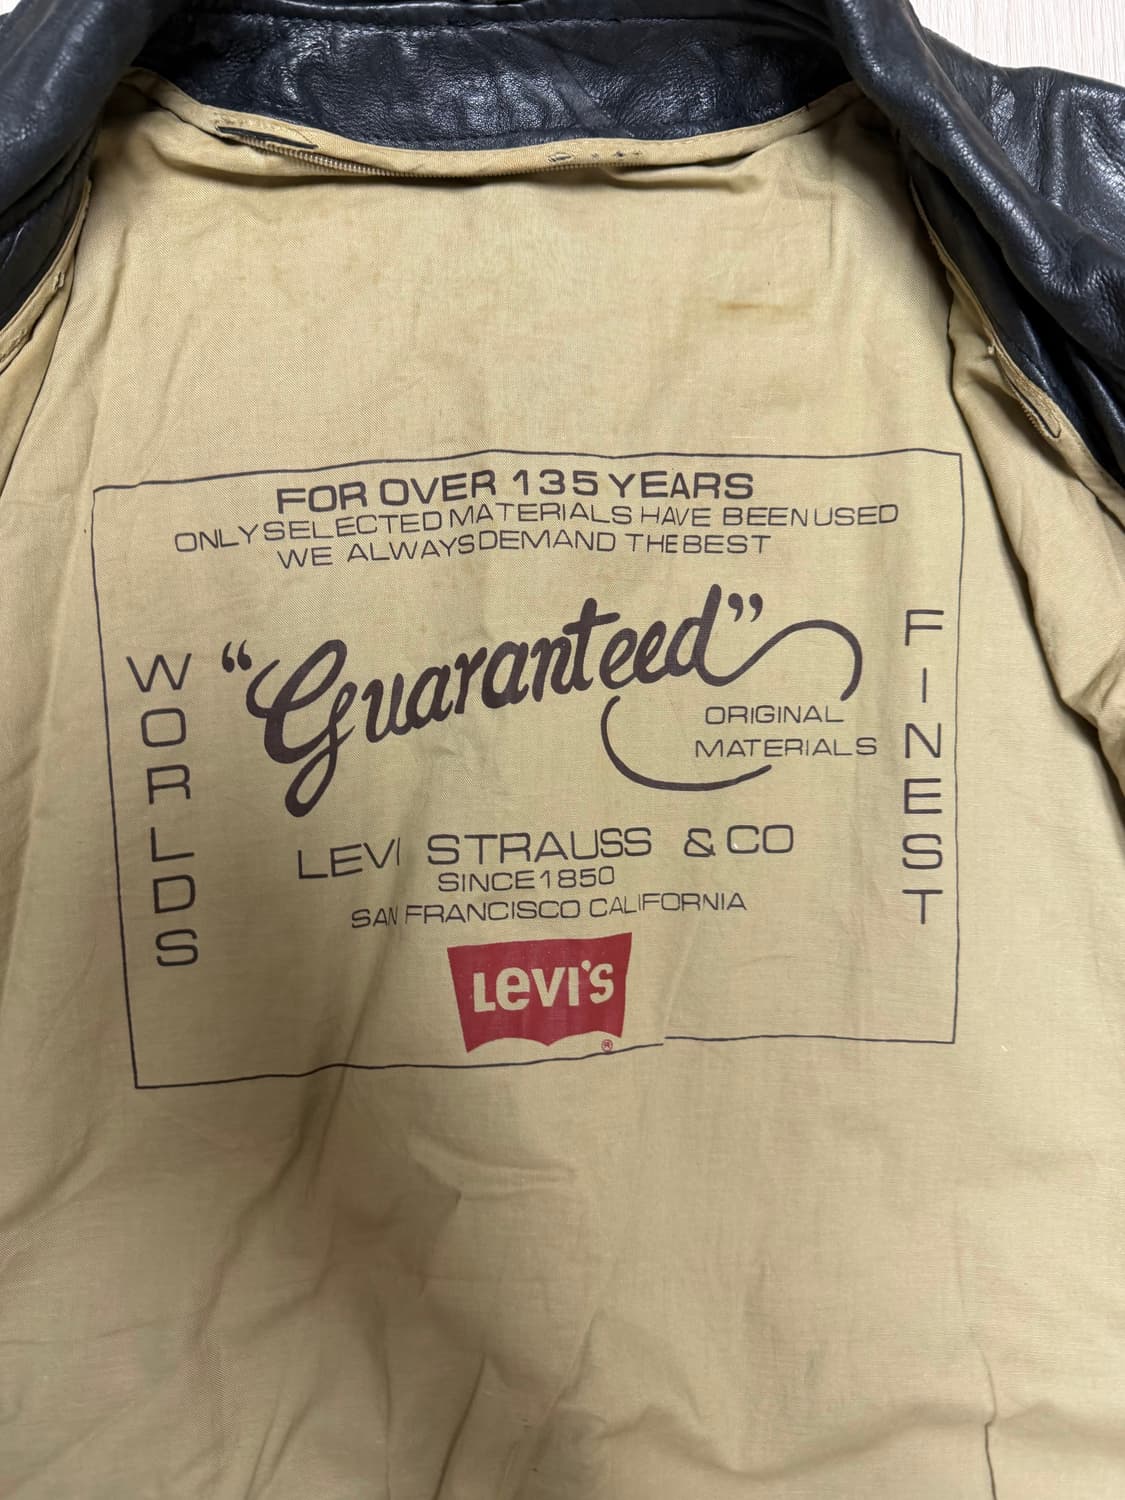 FOR OVER 135 YEARS
ONLY SELECTED MATERIALS HAVE BEEN USED
WE ALWAYS DEMAND THE BEST
WORLDS
“Guaranteed”
FINEST
ORIGINAL
MATERIALS
LEVI STRAUSS & CO
SINCE 1850
SAN FRANCISCO CALIFORNIA
LEVI'S
®